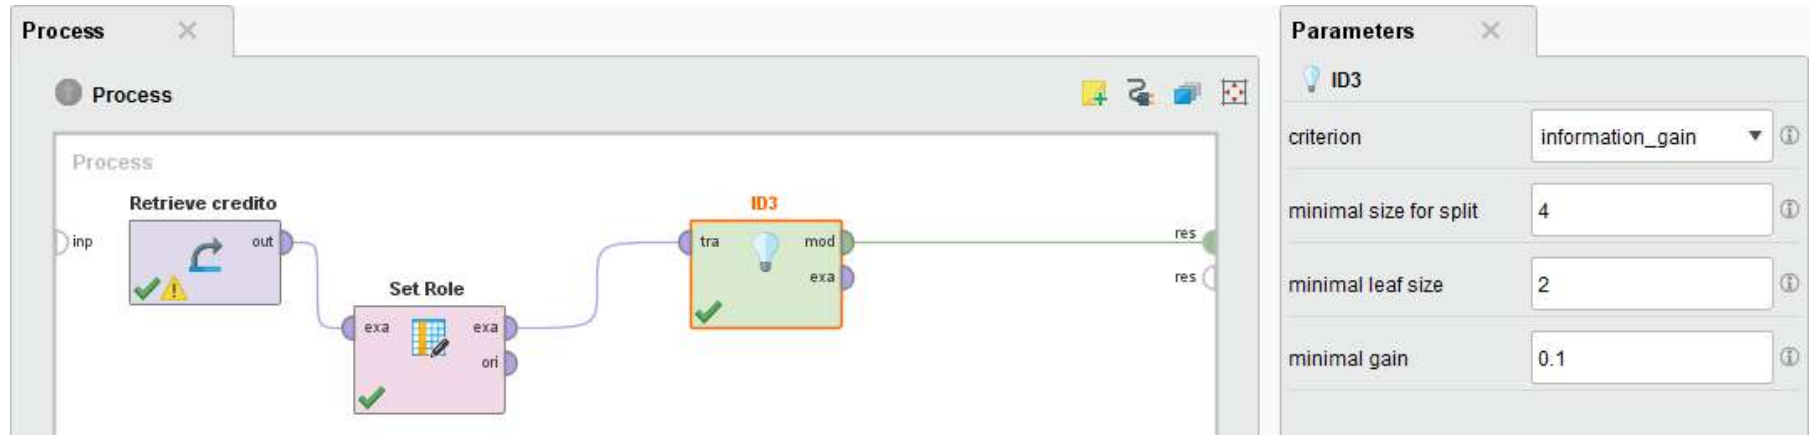 Process
Process
Process
Retrieve credito
inp
out
Set Role
exa
exa
ori
ID3
tra
mod
exa
res
res
Parameters
ID3
criterion
information_gain
minimal size for split
4
minimal leaf size
2
minimal gain
0.1